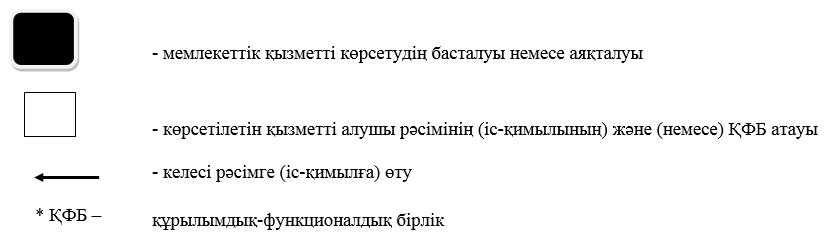 - мемлекеттік қызметті көрсетудің басталуы немесе аяқталуы
- көрсетілетін қызметті алушы рәсімінің (іс-қимылының) және (немесе) ҚФБ атауы
- келесі рәсімге (іс-қимылға) өту
* ҚФБ – құрылымдық-функционалдық бірлік